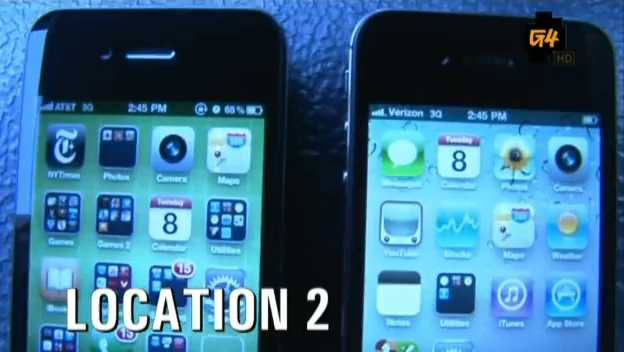 G4
HD
AT&T 3G 2:45 PM 65%
Verizon 3G 2:45 PM
NYTimes Photos Camera Maps
Tuesday
8
Messages Calendar Photos Camera
Games Games 2 Calendar Utilities
Tuesday
8
YouTube Stocks Maps Weather
15
Notes Utilities iTunes App Store
15
LOCATION 2